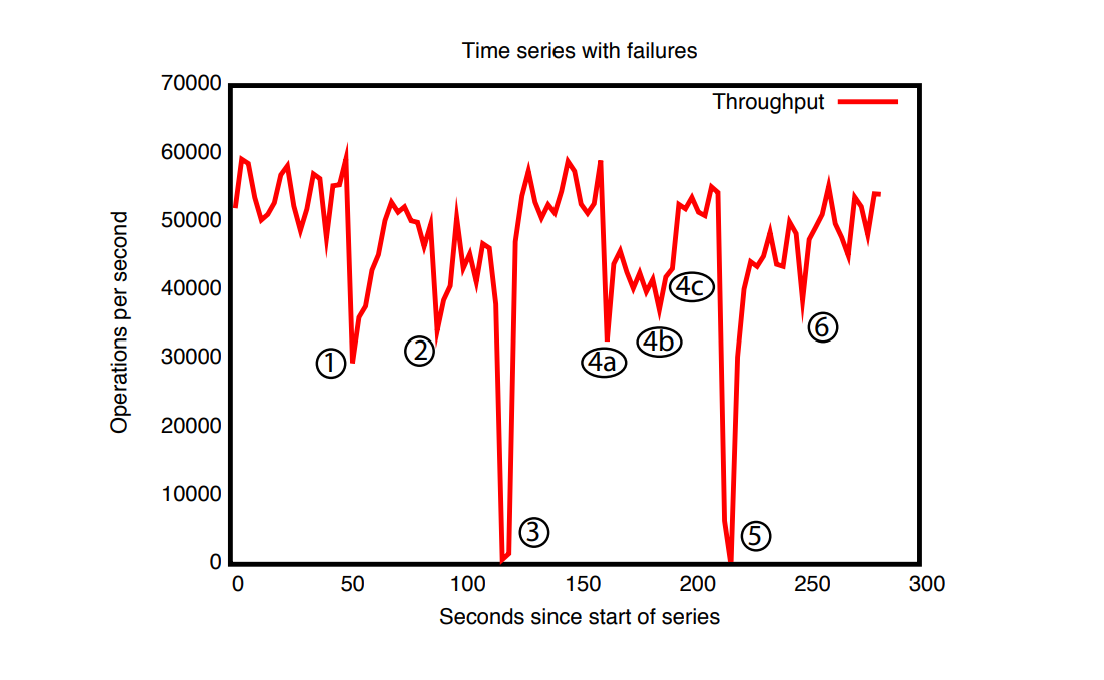 Time series with failures
70000
60000
50000
40000
30000
20000
10000
0
Operations per second
Throughput
1
2
3
4a
4b
4c
5
6
0 50 100 150 200 250 300
Seconds since start of series